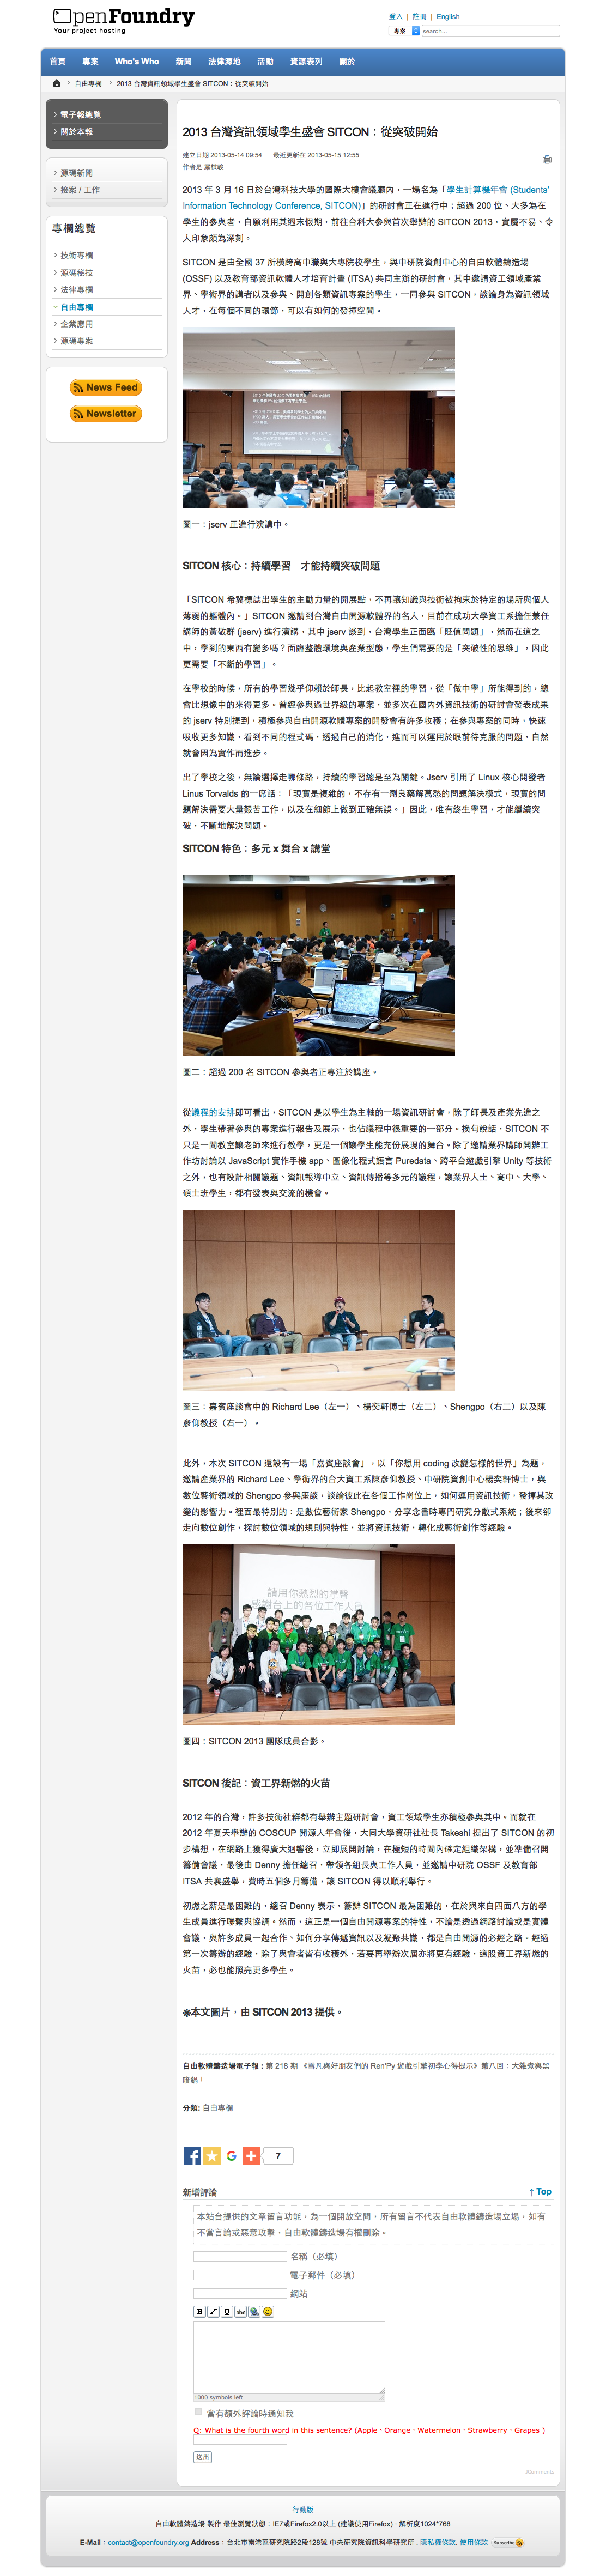 OpenFoundry
Your project hosting
登入 | 註冊 | English
專案
search...
首頁 專案 Who's Who 新聞 法律源地 活動 資源表列 關於
自由專欄 2013 台灣資訊領域學生盛會 SITCON：從突破開始
電子報總覽
關於本報
源碼新聞
接案 / 工作
專欄總覽
技術專欄
源碼秘技
法律專欄
自由專欄
企業應用
源碼專案
News Feed
Newsletter
2013 台灣資訊領域學生盛會 SITCON：從突破開始
建立日期 2013-05-14 09:54 最近更新在 2013-05-15 12:55
作者是 羅棋駿
2013 年 3 月 16 日於台灣科技大學的國際大樓會議廳內，一場名為「學生計算機年會 (Students'
Information Technology Conference, SITCON)」的研討會正在進行中；超過 200 位、大多為在
學生的參與者，自願利用其週末假期，前往台科大參與首次舉辦的 SITCON 2013，實屬不易、令
人印象頗為深刻。
SITCON 是由全國 37 所橫跨高中職與大專院校學生，與中研院資創中心的自由軟體鑄造場
(OSSF) 以及教育部資訊軟體人才培育計畫 (ITSA) 共同主辦的研討會，其中邀請資工領域產業
界、學術界的講者以及參與、開創各類資訊專案的學生，一同參與 SITCON，談論身為資訊領域
人才，在每個不同的環節，可以有如何的發揮空間。
圖一：jserv 正進行演講中。
SITCON 核心：持續學習　才能持續突破問題
「SITCON 希冀標誌出學生的主動力量的開展點，不再讓知識與技術被拘束於特定的場所與個人
薄弱的軀體內。」SITCON 邀請到台灣自由開源軟體界的名人，目前在成功大學資工系擔任兼任
講師的黃敬群 (jserv) 進行演講，其中 jserv 談到，台灣學生正面臨「貶值問題」，然而在這之
中，學到的東西有變多嗎？面臨整體環境與產業型態，學生們需要的是「突破性的思維」，因此
更需要「不斷的學習」。
在學校的時候，所有的學習幾乎仰賴於師長，比起教室裡的學習，從「做中學」所能得到的，總
會比想像中的來得更多。曾經參與過世界級的專案，並多次在國內外資訊技術的研討會發表成果
的 jserv 特別提到，積極參與自由開源軟體專案的開發會有許多收穫；在參與專案的同時，快速
吸收更多知識，看到不同的程式碼，透過自己的消化，進而可以運用於眼前待克服的問題，自然
就會因為實作而進步。
出了學校之後，無論選擇走哪條路，持續的學習總是至為關鍵。Jserv 引用了 Linux 核心開發者
Linus Torvalds 的一席話：「現實是複雜的，不存有一劑良藥解萬愁的問題解決模式，現實的問
題解決需要大量艱苦工作，以及在細節上做到正確無誤。」因此，唯有終生學習，才能繼續突
破，不斷地解決問題。
SITCON 特色：多元 x 舞台 x 講堂
圖二：超過 200 名 SITCON 參與者正專注於講座。
從議程的安排即可看出，SITCON 是以學生為主軸的一場資訊研討會，除了師長及產業先進之
外，學生帶著參與的專案進行報告及展示，也佔議程中很重要的一部分。換句說話，SITCON 不
只是一間教室讓老師來進行教學，更是一個讓學生能充份展現的舞台。除了邀請業界講師開辦工
作坊討論以 JavaScript 實作手機 app、圖像化程式語言 Puredata、跨平台遊戲引擎 Unity 等技術
之外，也有設計相關議題、資訊報導中立、資訊傳播等多元的議程，讓業界人士、高中、大學、
碩士班學生，都有發表與交流的機會。
圖三：嘉賓座談會中的 Richard Lee（左一）、楊奕軒博士（左二）、Shengpo（右二）以及陳
彥仰教授（右一）。
此外，本次 SITCON 還設有一場「嘉賓座談會」，以「你想用 coding 改變怎樣的世界」為題，
邀請產業界的 Richard Lee、學術界的台大資工系陳彥仰教授、中研院資創中心楊奕軒博士，與
數位藝術領域的 Shengpo 參與座談，談論彼此在各個工作崗位上，如何運用資訊技術，發揮其改
變的影響力。裡面最特別的：是數位藝術家 Shengpo，分享念書時專門研究分散式系統；後來卻
走向數位創作，探討數位領域的規則與特性，並將資訊技術，轉化成藝術創作等經驗。
請用你熱烈的掌聲
感謝台上的各位工作人員
圖四：SITCON 2013 團隊成員合影。
SITCON 後記：資工界新燃的火苗
2012 年的台灣，許多技術社群都有舉辦主題研討會，資工領域學生亦積極參與其中。而就在
2012 年夏天舉辦的 COSCUP 開源人年會後，大同大學資研社社長 Takeshi 提出了 SITCON 的初
步構想，在網路上獲得廣大迴響後，立即展開討論，在極短的時間內確定組織架構，並準備召開
籌備會議，最後由 Denny 擔任總召，帶領各組長與工作人員，並邀請中研院 OSSF 及教育部
ITSA 共襄盛舉，費時五個多月籌備，讓 SITCON 得以順利舉行。
初燃之薪是最困難的，總召 Denny 表示，籌辦 SITCON 最為困難的，在於與來自四面八方的學
生成員進行聯繫與協調。然而，這正是一個自由開源專案的特性，不論是透過網路討論或是實體
會議，與許多成員一起合作、如何分享傳遞資訊以及凝聚共識，都是自由開源的必經之路。經過
第一次籌辦的經驗，除了與會者皆有收穫外，若要再舉辦次屆亦將更有經驗，這股資工界新燃的
火苗，必也能照亮更多學生。
※本文圖片，由 SITCON 2013 提供。
自由軟體鑄造場電子報 : 第 218 期 《雪凡與好朋友們的 Ren'Py 遊戲引擎初學心得提示》第八回：大雜煮與黑
暗鍋！
分類: 自由專欄
7
新增評論
↑ Top
本站台提供的文章留言功能，為一個開放空間，所有留言不代表自由軟體鑄造場立場，如有
不當言論或惡意攻擊，自由軟體鑄造場有權刪除。
名稱（必填）
電子郵件（必填）
網站
B I U abc
1000 symbols left
當有額外評論時通知我
Q: What is the fourth word in this sentence? (Apple、Orange、Watermelon、Strawberry、Grapes )
送出
JComments
行動版
自由軟體鑄造場 製作 最佳瀏覽狀態：IE7或Firefox2.0以上 (建議使用Firefox)．解析度1024*768
E-Mail：contact@openfoundry.org Address：台北市南港區研究院路2段128號 中央研究院資訊科學研究所 . 隱私權條款. 使用條款 Subscribe